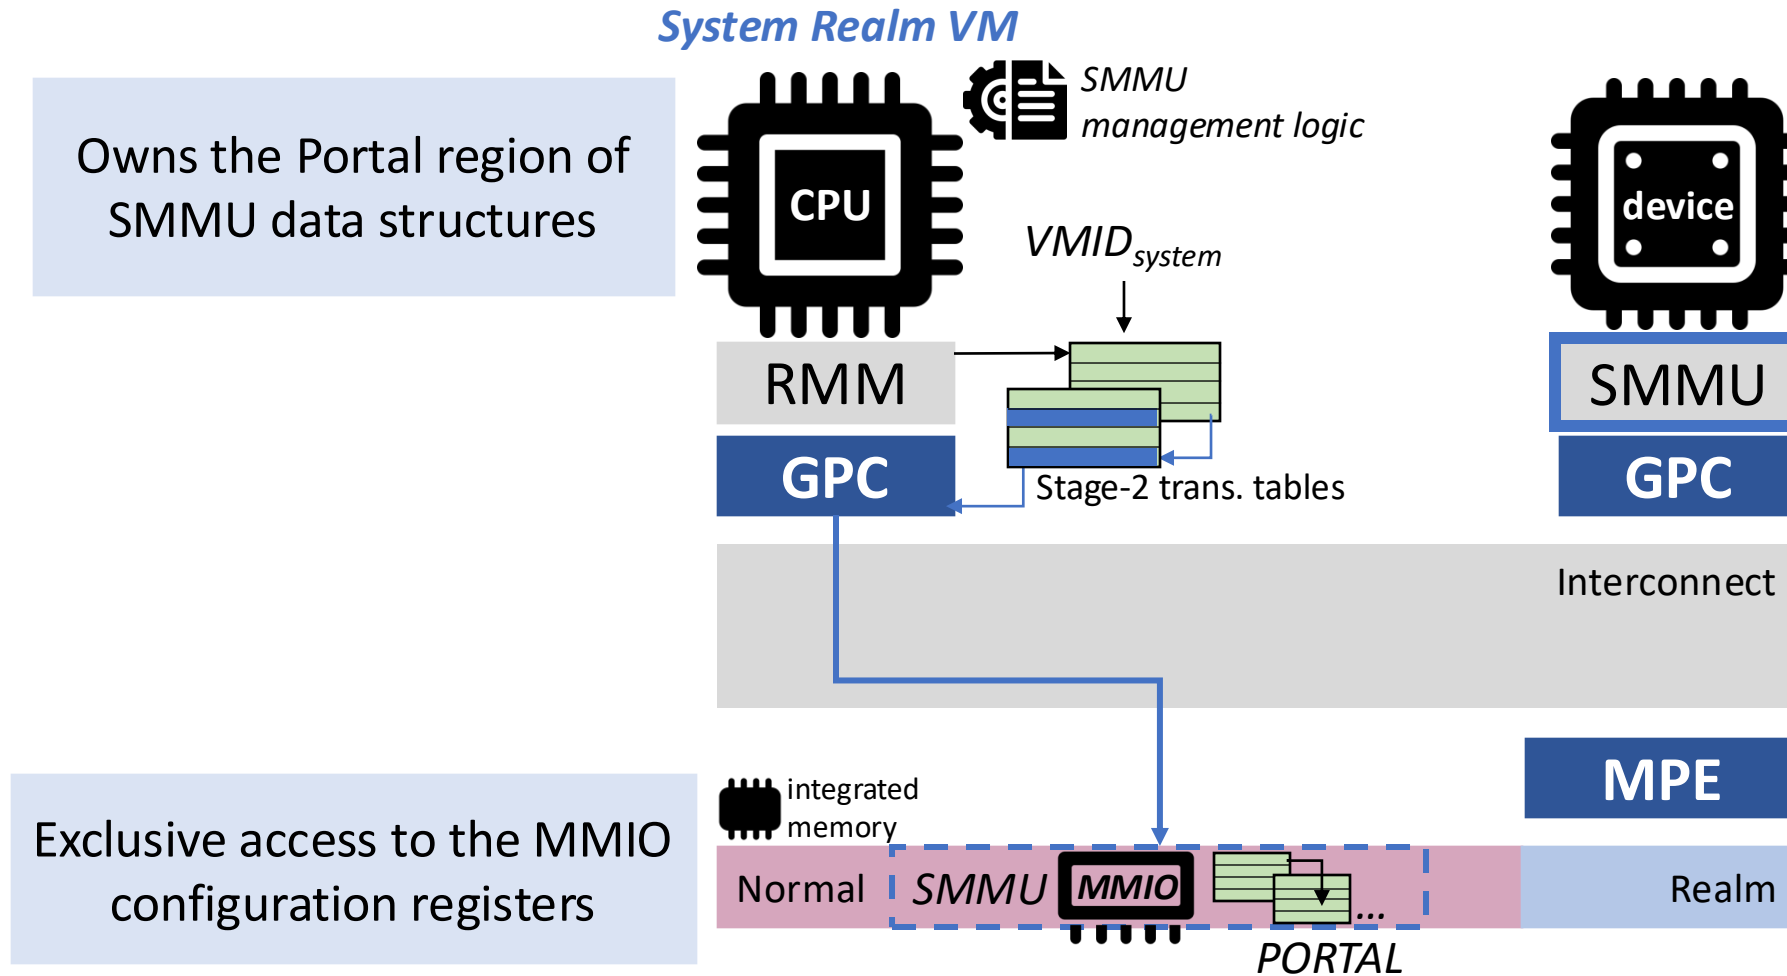 System Realm VM
Owns the Portal region of
SMMU data structures
CPU
SMMU
management logic
device
VMIDsystem
RMM
SMMU
GPC
Stage-2 trans. tables
GPC
Interconnect
MPE
Exclusive access to the MMIO
configuration registers
integrated
memory
Normal
SMMU
MMIO
...
Realm
PORTAL